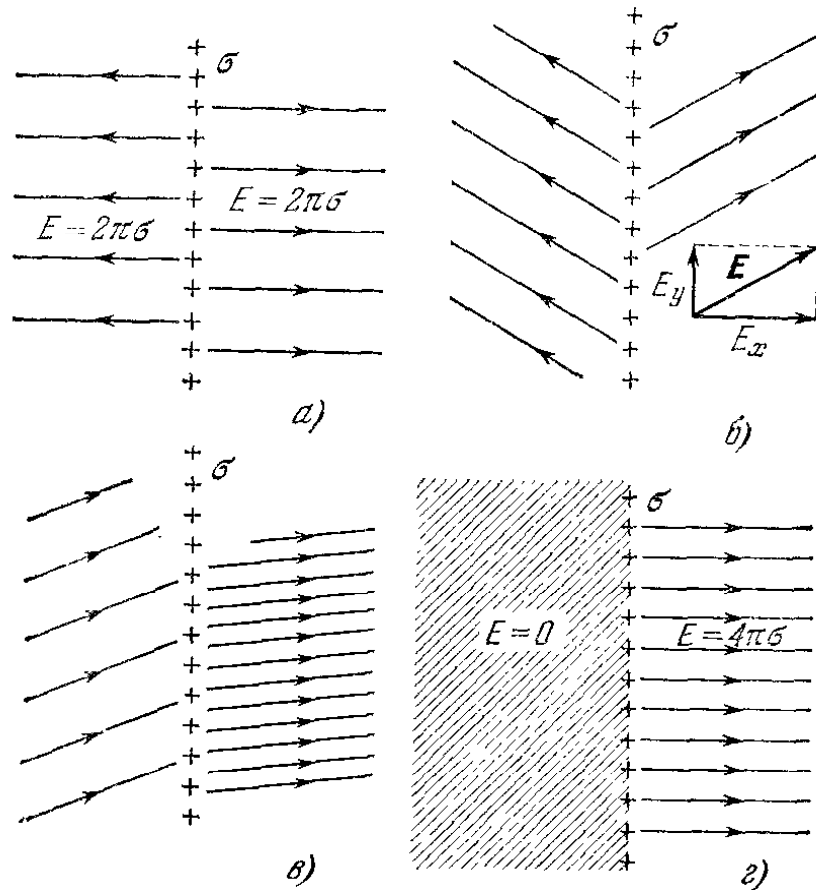 σ
E = 2πσ
E = 2πσ
а)
σ
E
E_y
E_x
б)
σ
в)
σ
E = 0
E = 4πσ
г)